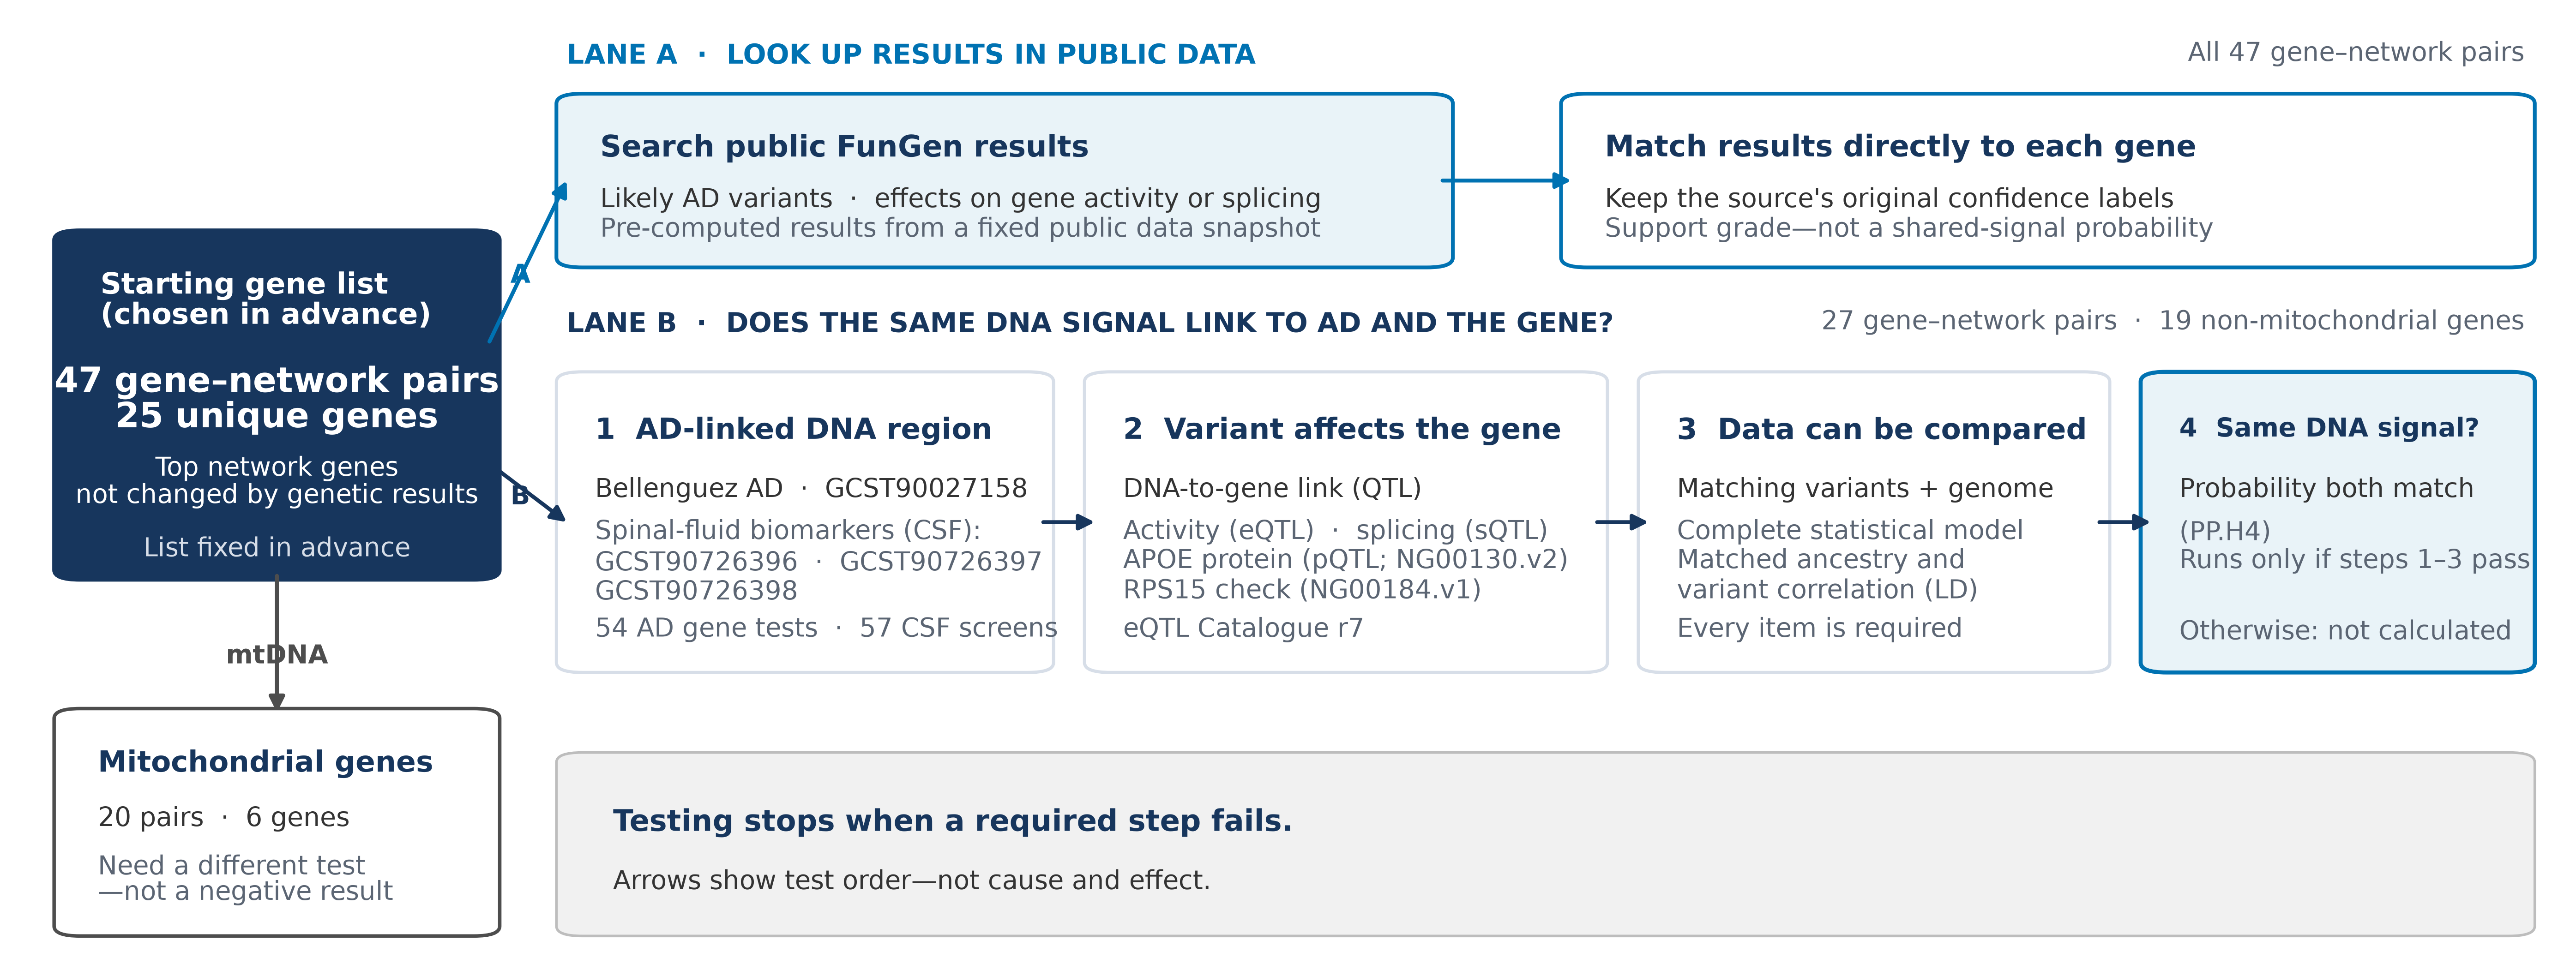 LANE A · LOOK UP RESULTS IN PUBLIC DATA
All 47 gene–network pairs
Search public FunGen results
Likely AD variants · effects on gene activity or splicing
Pre-computed results from a fixed public data snapshot
Match results directly to each gene
Keep the source's original confidence labels
Support grade—not a shared-signal probability
Starting gene list
(chosen in advance)
47 gene–network pairs
25 unique genes
Top network genes
not changed by genetic results
List fixed in advance
A
B
LANE B · DOES THE SAME DNA SIGNAL LINK TO AD AND THE GENE?
27 gene–network pairs · 19 non-mitochondrial genes
1 AD-linked DNA region
Bellenguez AD · GCST90027158
Spinal-fluid biomarkers (CSF):
GCST90726396 · GCST90726397
GCST90726398
54 AD gene tests · 57 CSF screens
2 Variant affects the gene
DNA-to-gene link (QTL)
Activity (eQTL) · splicing (sQTL)
APOE protein (pQTL; NG00130.v2)
RPS15 check (NG00184.v1)
eQTL Catalogue r7
3 Data can be compared
Matching variants + genome
Complete statistical model
Matched ancestry and
variant correlation (LD)
Every item is required
4 Same DNA signal?
Probability both match
(PP.H4)
Runs only if steps 1–3 pass
Otherwise: not calculated
mtDNA
Mitochondrial genes
20 pairs · 6 genes
Need a different test
—not a negative result
Testing stops when a required step fails.
Arrows show test order—not cause and effect.